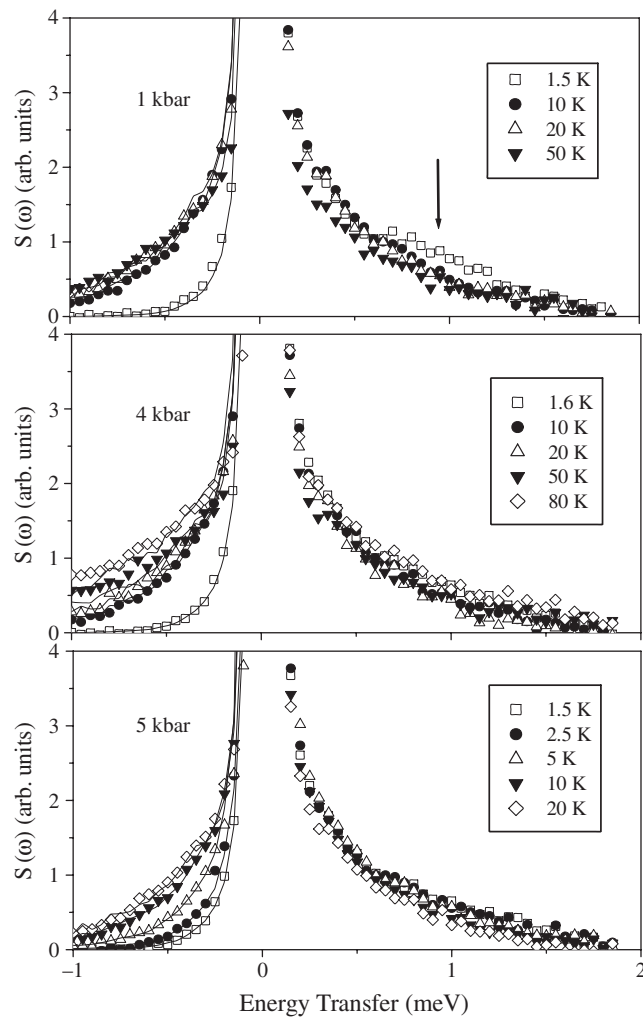 4
3
2
1
0
S (ω) (arb. units)
1 kbar
1.5 K
10 K
20 K
50 K
4
3
2
1
0
S (ω) (arb. units)
4 kbar
1.6 K
10 K
20 K
50 K
80 K
4
3
2
1
0
S (ω) (arb. units)
5 kbar
1.5 K
2.5 K
5 K
10 K
20 K
−1 0 1 2
Energy Transfer (meV)